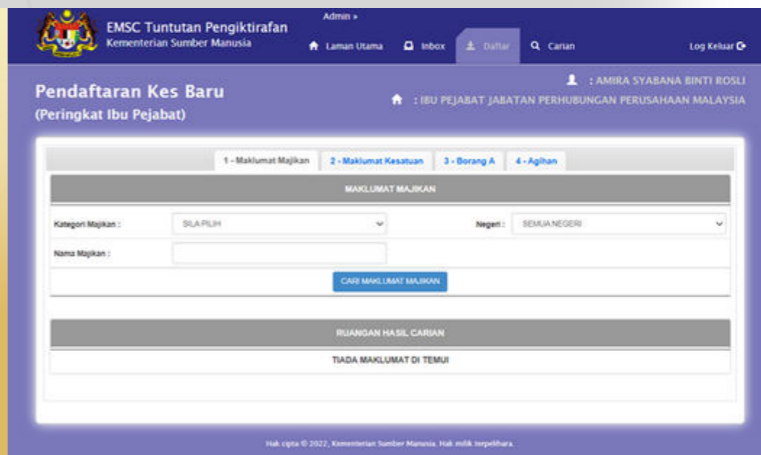 EMSC Tuntutan Pengiktirafan
Kementerian Sumber Manusia
Admin »
Laman Utama
Inbox
Daftar
Carian
Log Keluar
Pendaftaran Kes Baru
(Peringkat Ibu Pejabat)
: AMIRA SYABANA BINTI ROSLI
: IBU PEJABAT JABATAN PERHUBUNGAN PERUSAHAAN MALAYSIA
1 - Maklumat Majikan 2 - Maklumat Kesatuan 3 - Borang A 4 - Agihan
MAKLUMAT MAJIKAN
Kategori Majikan : SILA PILIH Negeri : SEMUA NEGERI
Nama Majikan :
CARI MAKLUMAT MAJIKAN
RUANGAN HASIL CARIAN
TIADA MAKLUMAT DI TEMUI
Hak cipta © 2022, Kementerian Sumber Manusia. Hak milik terpelihara.